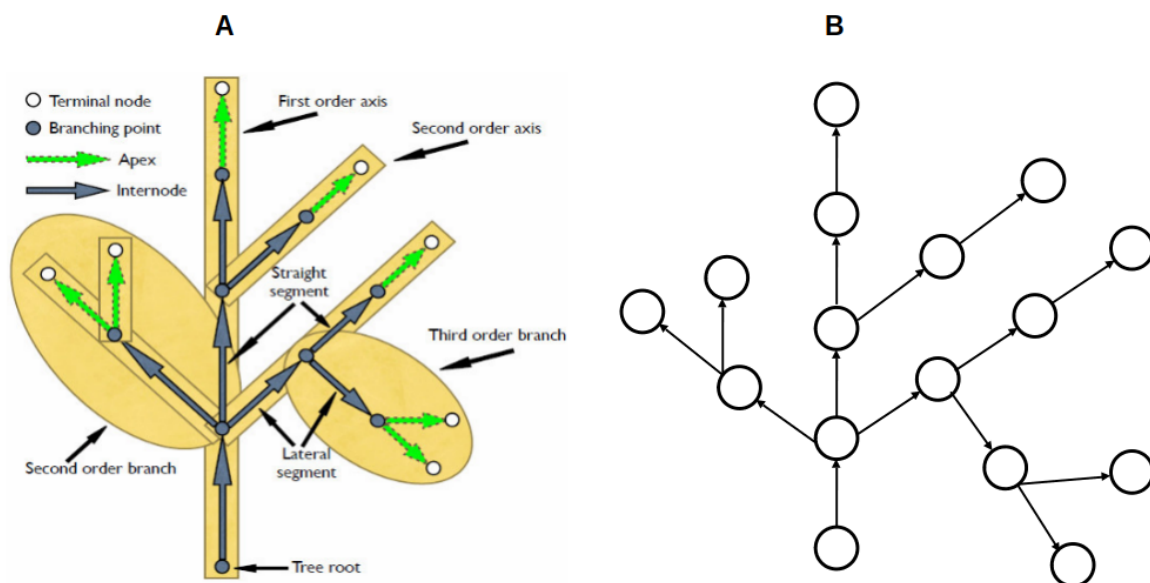 A
B
Terminal node
Branching point
Apex
Internode
First order axis
Second order axis
Straight
segment
Third order branch
Second order branch
Lateral
segment
Tree root